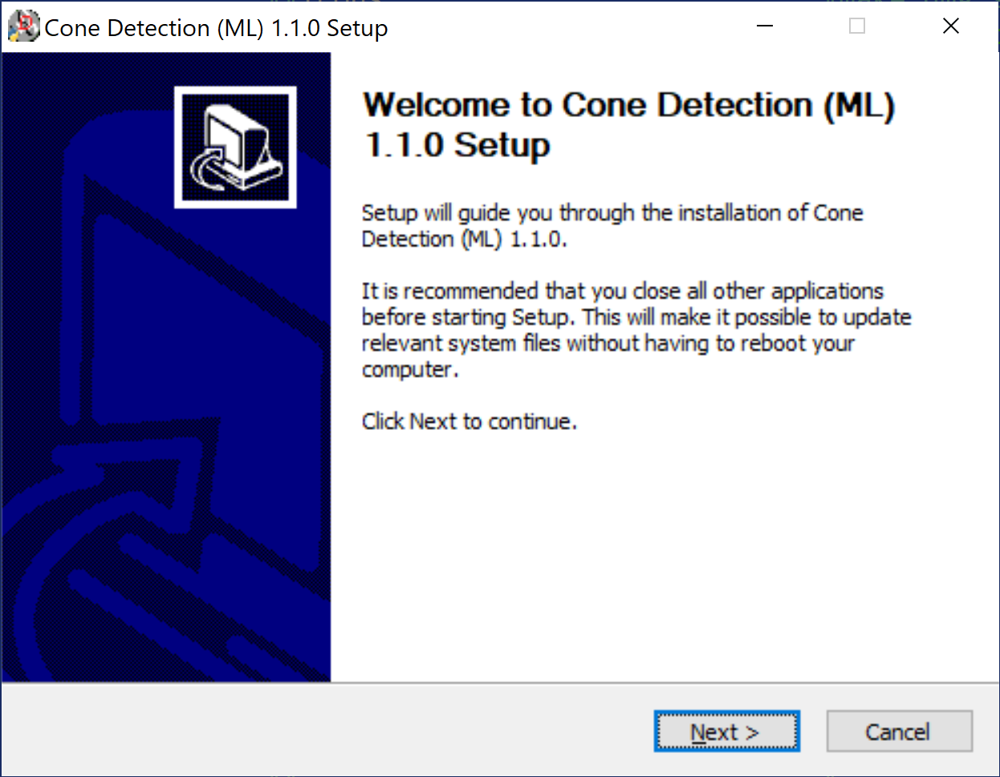 Cone Detection (ML) 1.1.0 Setup
Welcome to Cone Detection (ML)
1.1.0 Setup
Setup will guide you through the installation of Cone
Detection (ML) 1.1.0.
It is recommended that you close all other applications
before starting Setup. This will make it possible to update
relevant system files without having to reboot your
computer.
Click Next to continue.
Next >
Cancel